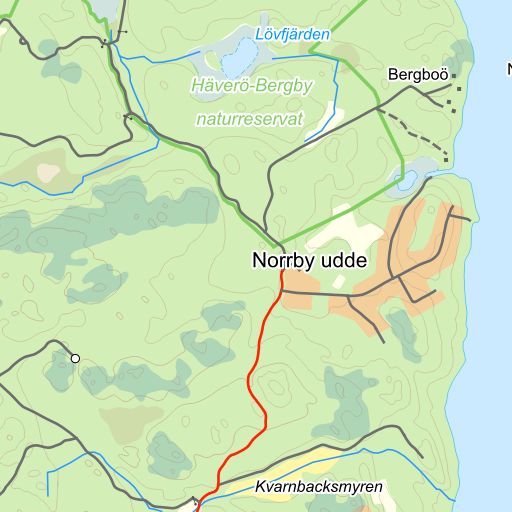 Lövfjärden
Bergboö
N
Häverö-Bergby
naturreservat
Norrby udde
Kvarnbacksmyren